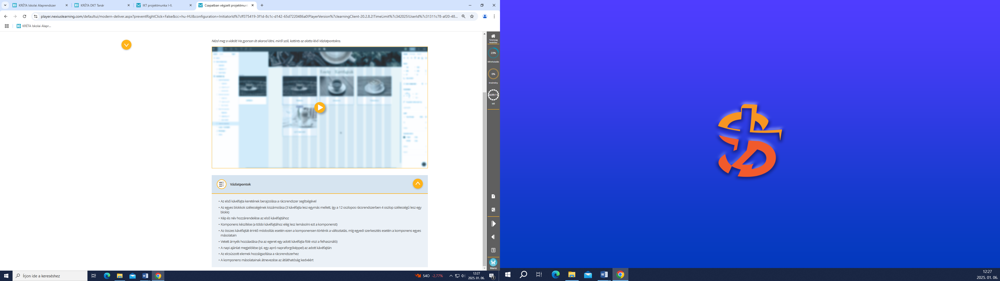 KRÉTA Iskolai Alaprendszer
KRÉTA DKT Tanár
IKT projektmunka I-II.
Csapatban végzett projektmun
player.nexiuslearning.com/defaultui/modern-deliver.aspx?preventRightClick=False&cc=hu-HU&configuration=InitiatorId%7cff375419-3f1d-8c1c-d142-65d7220486a0!PlayerVersion%7clearningClient-20.2.8.2!TimeLimit%7c342025!UserId%7c31311c78-af20-48...
KRÉTA Iskolai Alapr...
Nézd meg a videót! Ha gyorsan át akarod látni, miről szól, kattints az alatta lévő Vázlatpontokra.
Tananyag
bezárása
23%
Előrehaladás
0%
Eredmény
Idő
Vázlatpontok
• Az első kávéfajta keretének berajzolása a rácsrendszer segítségével
• Az egyes blokkok szélességének kiszámolása (3 kávéfajta lesz egymás mellett, így a 12 oszlopos rácsrendszerben 4 oszlop szélességű lesz egy
blokk)
• Kép és név hozzárendelése az első kávéfajtához
• Komponens készítése (a többi kávéfajtához elég lesz lemásolni ezt a komponenst)
• Az összes kávéfajtát érintő módosítás esetén ezen a komponensen történik a változtatás, míg egyedi szerkesztés esetén a komponens egyes
másolatain
• Vetett árnyék hozzáadása (ha az egeret egy adott kávéfajta fölé viszi a felhasználó)
• A napi ajánlat megjelölése (pl. egy apró napraforgóképpel) az adott kávéfajtán
• Az elcsúszott elemek hozzáigazítása a rácsrendszerhez
• A komponens másolatainak átnevezése az átláthatóság kedvéért
Menü
Írjon ide a kereséshez
54O -2,77%
12:27
2025. 01. 06.
1
12:27
2025. 01. 06.